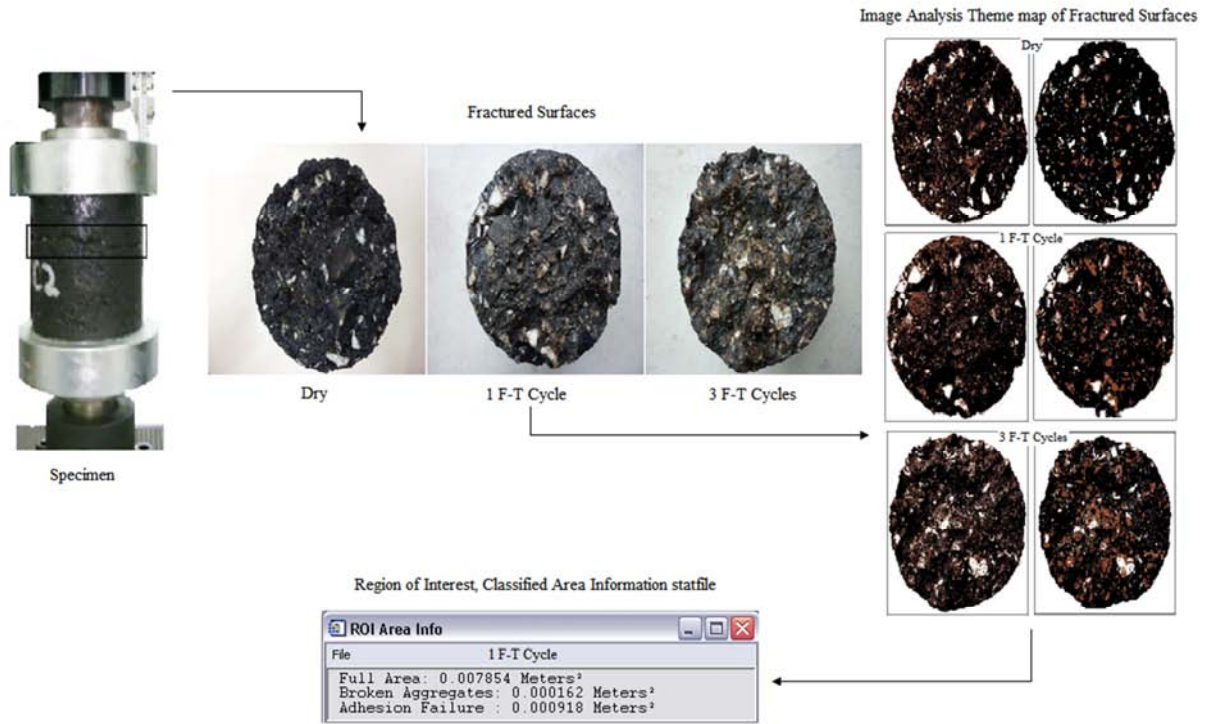 Image Analysis Theme map of Fractured Surfaces
Dry
Fractured Surfaces
1 F-T Cycle
Dry
1 F-T Cycle
3 F-T Cycles
3 F-T Cycles
Specimen
Region of Interest, Classified Area Information statfile
ROI Area Info
File
1 F-T Cycle
Full Area: 0.007854 Meters²
Broken Aggregates: 0.000162 Meters²
Adhesion Failure : 0.000918 Meters²